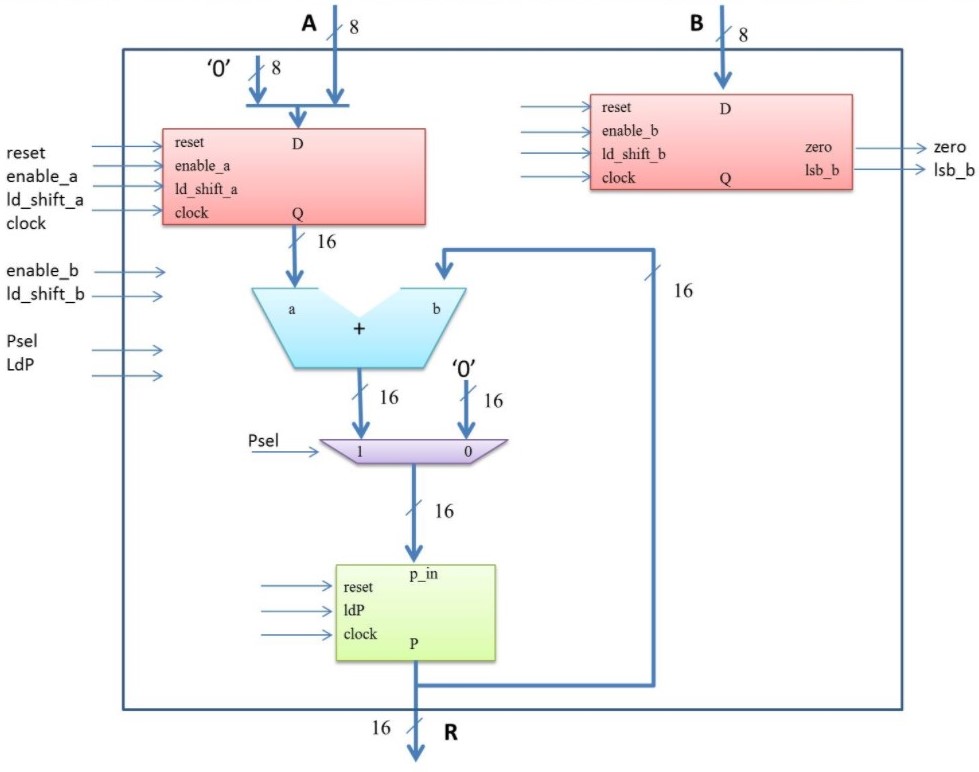 A
8
B
8
'0'
8
reset
enable_a
ld_shift_a
clock
enable_b
ld_shift_b
Psel
LdP
reset
enable_a
ld_shift_a
clock
D
Q
reset
enable_b
ld_shift_b
clock
D
Q
zero
lsb_b
zero
lsb_b
16
a
b
+
16
16
'0'
16
Psel
1
0
16
p_in
reset
ldP
clock
P
16
R